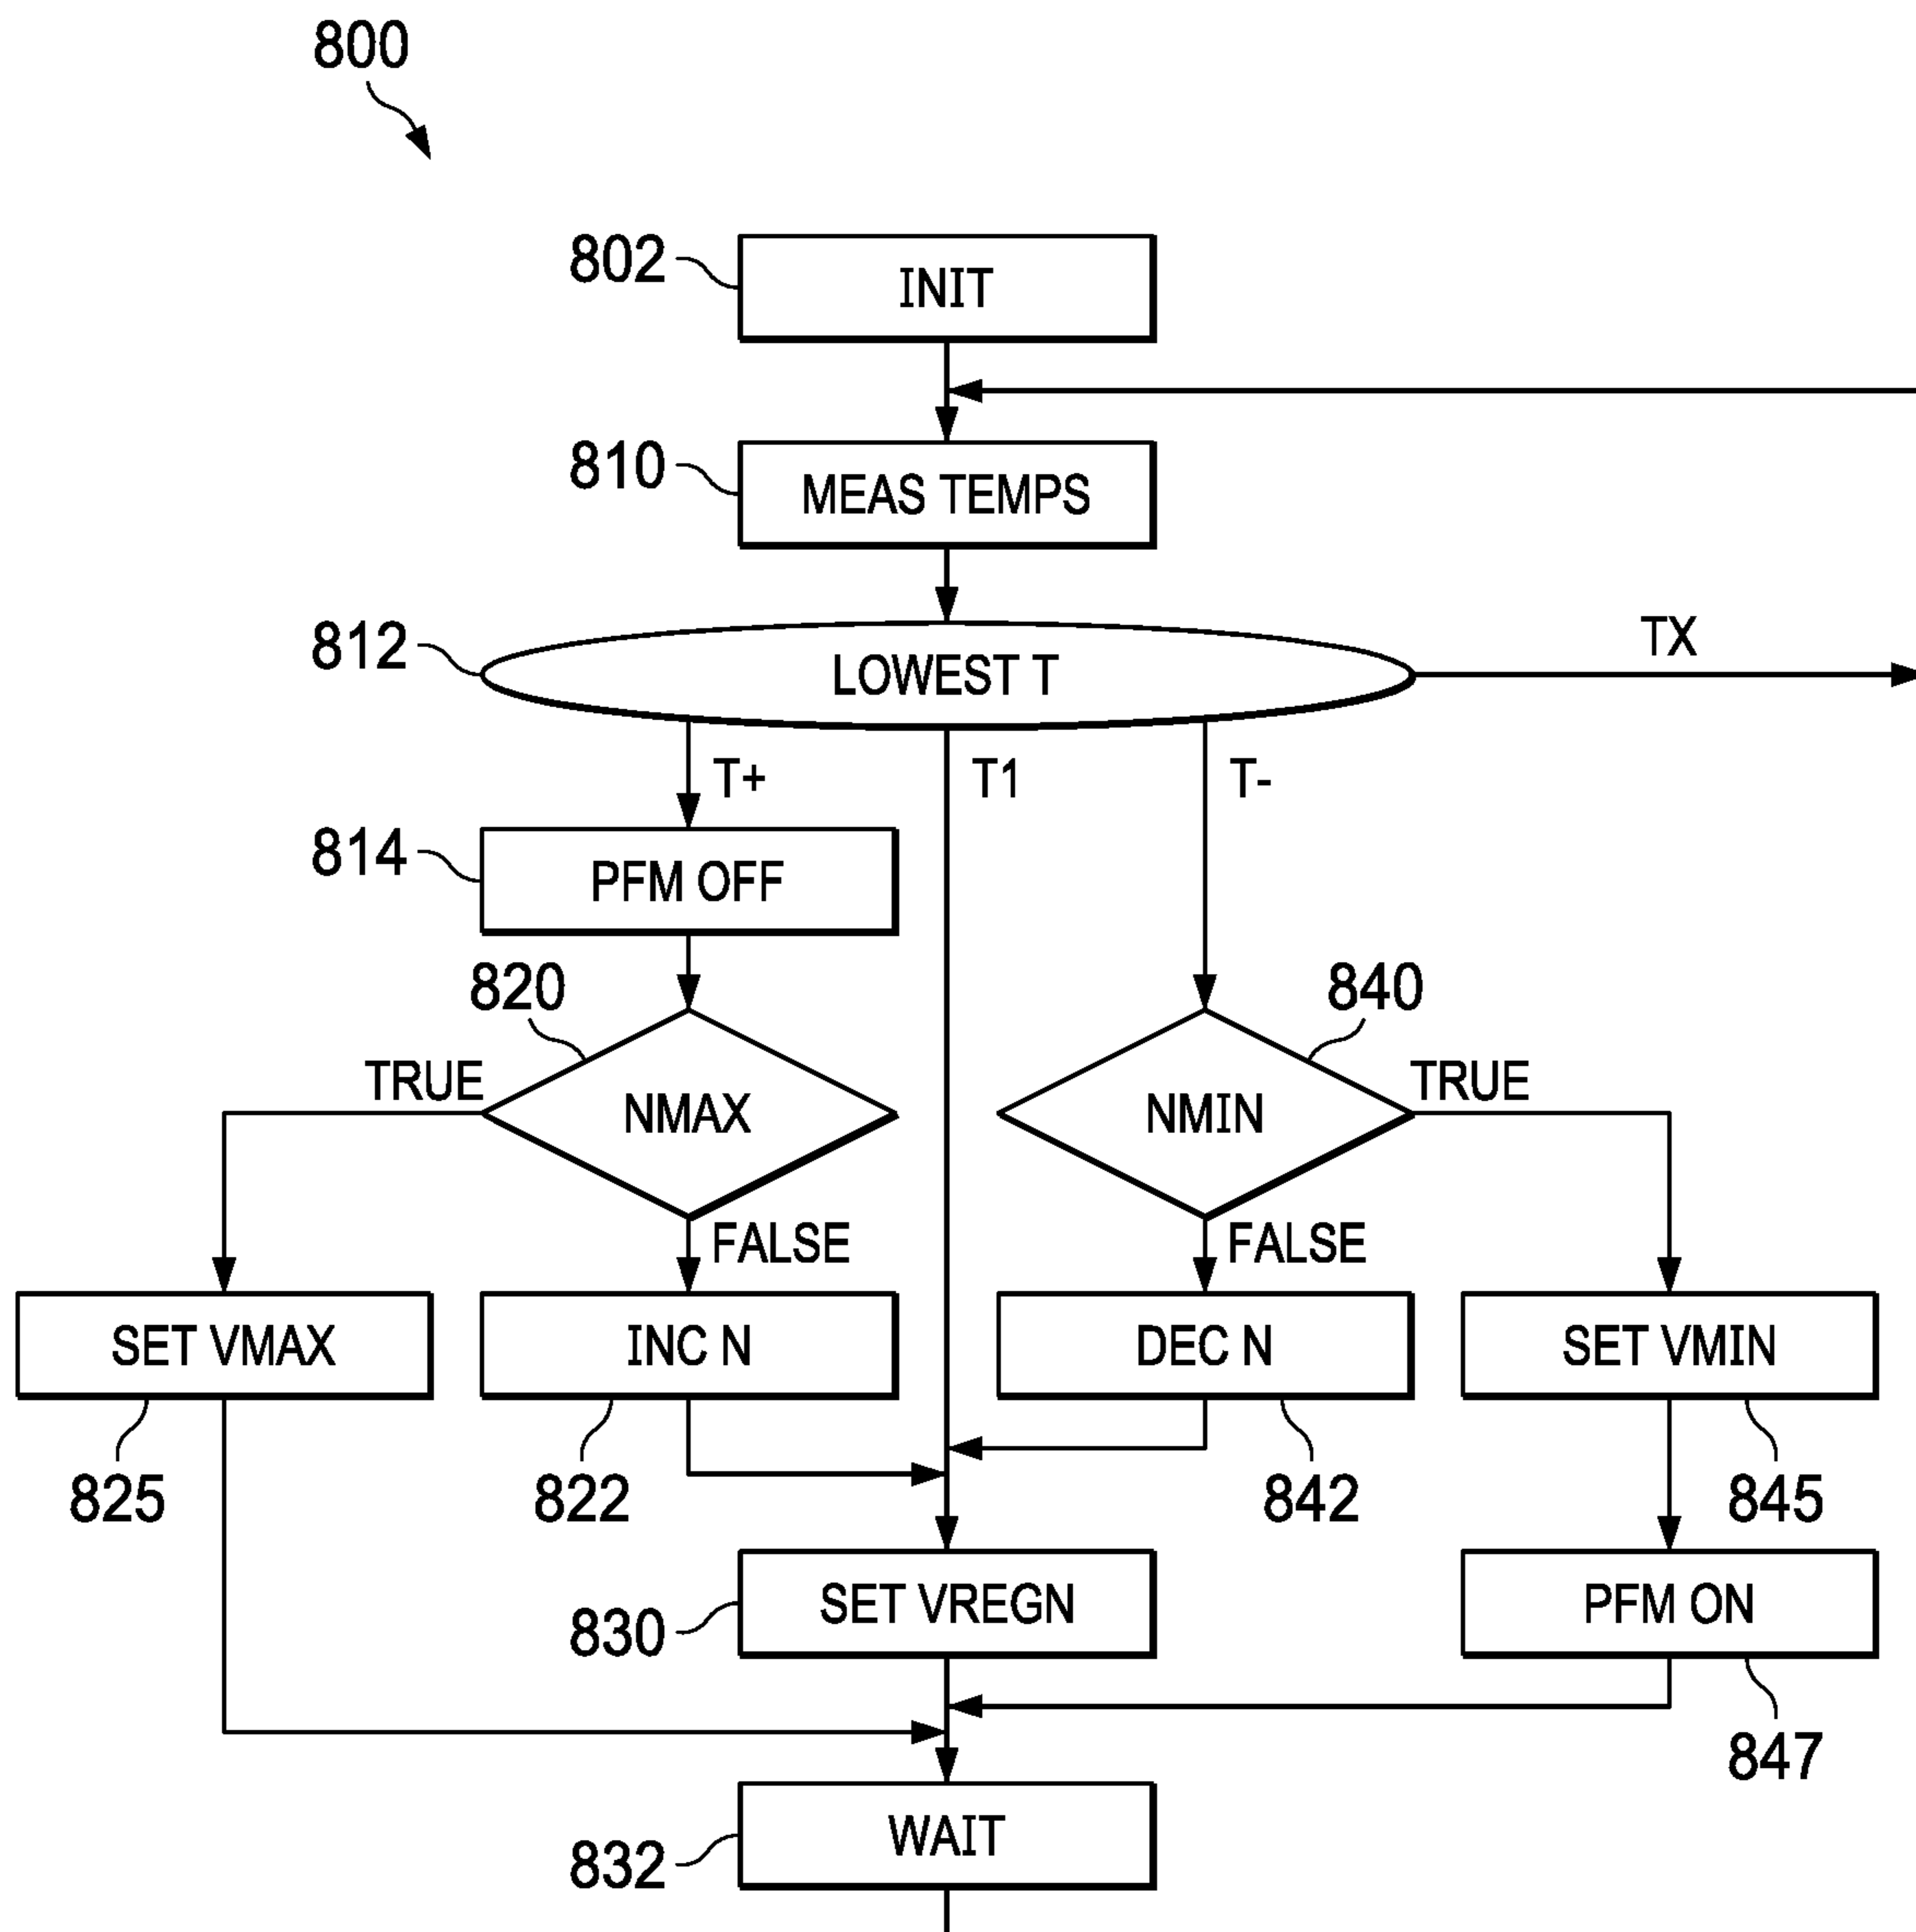 800
802
INIT
810
MEAS TEMPS
812
LOWEST T
TX
T+
T1
T-
814
PFM OFF
820
840
TRUE
NMAX
NMIN
TRUE
FALSE
FALSE
SET VMAX
INC N
DEC N
SET VMIN
825
822
842
845
830
SET VREGN
PFM ON
847
832
WAIT